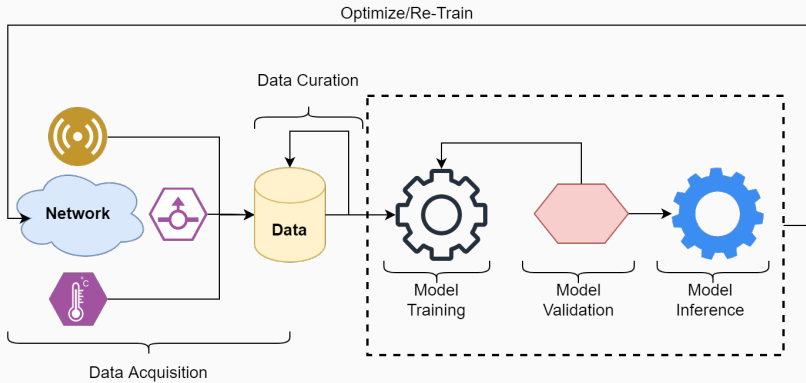 Optimize/Re-Train
Data Curation
Network
Data
°C
Model
Training
Model
Validation
Model
Inference
Data Acquisition